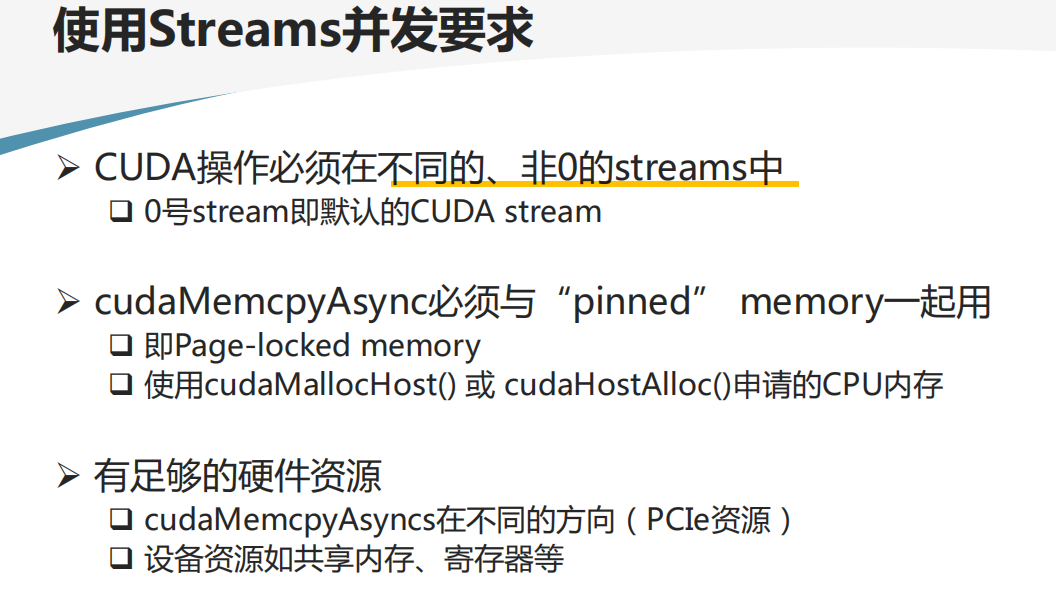 使用Streams并发要求
CUDA操作必须在不同的、非0的streams中
0号stream即默认的CUDA stream
cudaMemcpyAsync必须与“pinned” memory一起用
即Page-locked memory
使用cudaMallocHost() 或 cudaHostAlloc()申请的CPU内存
有足够的硬件资源
cudaMemcpyAsyncs在不同的方向（PCIe资源）
设备资源如共享内存、寄存器等